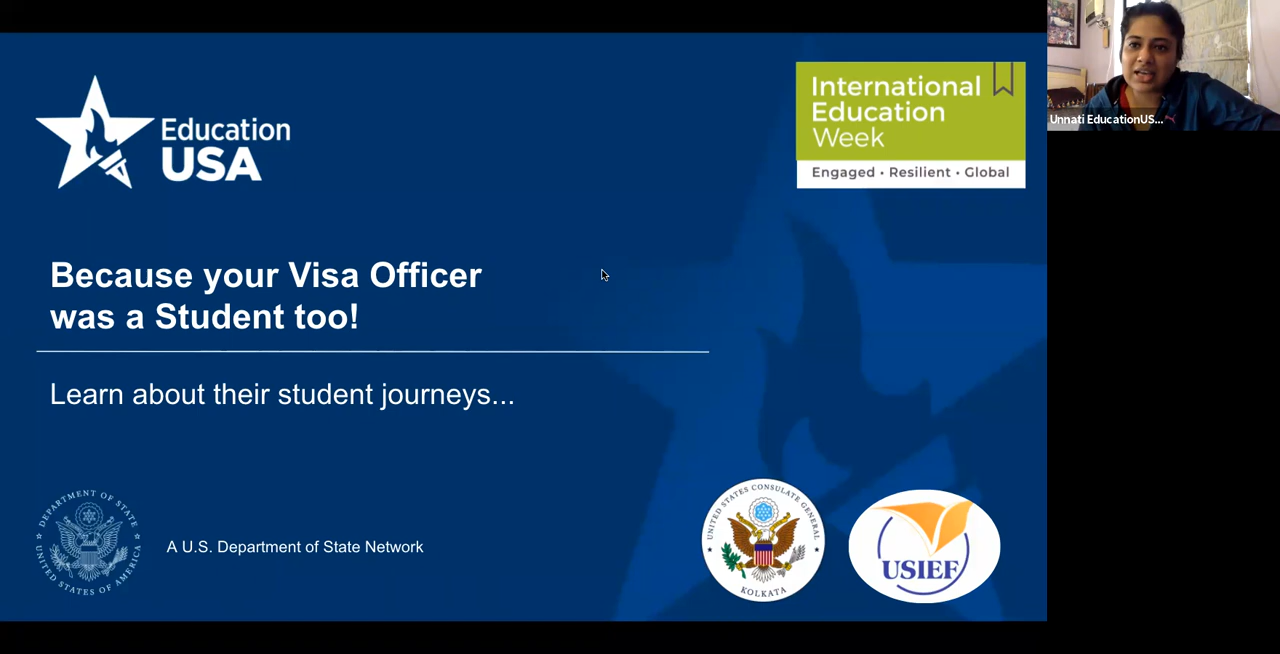 Education
USA
International
Education
Week
Engaged • Resilient • Global
Unnati EducationUS...
Because your Visa Officer
was a Student too!
Learn about their student journeys...
DEPARTMENT OF STATE
UNITED STATES OF AMERICA
A U.S. Department of State Network
UNITED STATES CONSULATE GENERAL
KOLKATA
USIEF